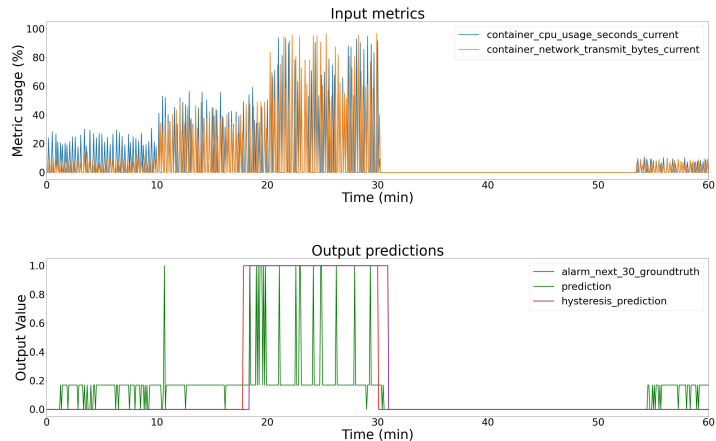 Input metrics
container_cpu_usage_seconds_current
container_network_transmit_bytes_current
Metric usage (%)
100
80
60
40
20
0
0 10 20 30 40 50 60
Time (min)
Output predictions
alarm_next_30_groundtruth
prediction
hysteresis_prediction
Output Value
1.0
0.8
0.6
0.4
0.2
0.0
0 10 20 30 40 50 60
Time (min)